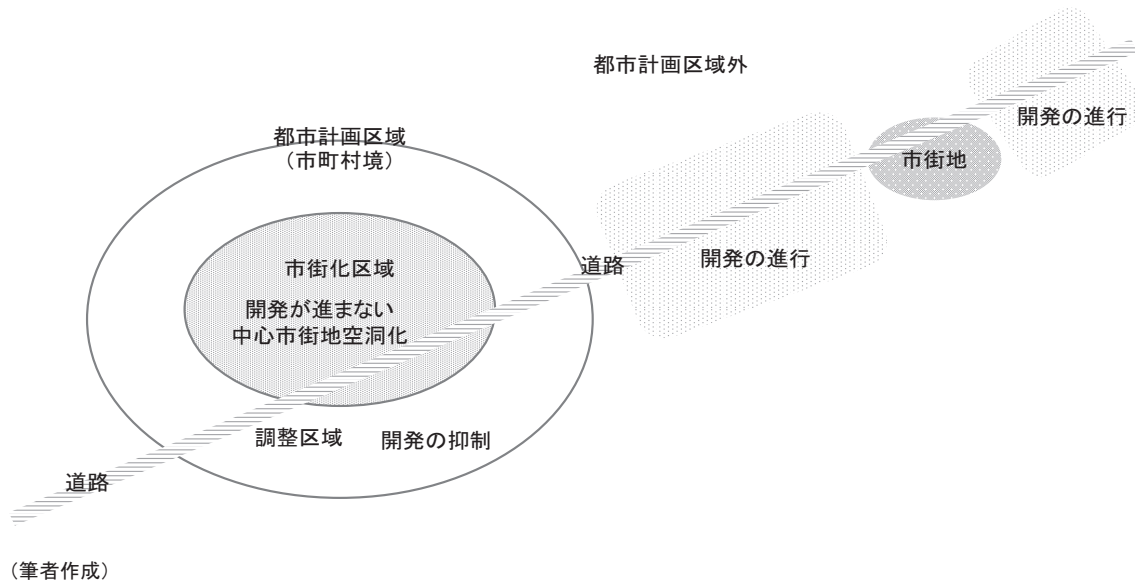 都市計画区域外
開発の進行
市街地
都市計画区域
（市町村境）
道路
開発の進行
市街化区域
開発が進まない
中心市街地空洞化
調整区域
開発の抑制
道路
（筆者作成）